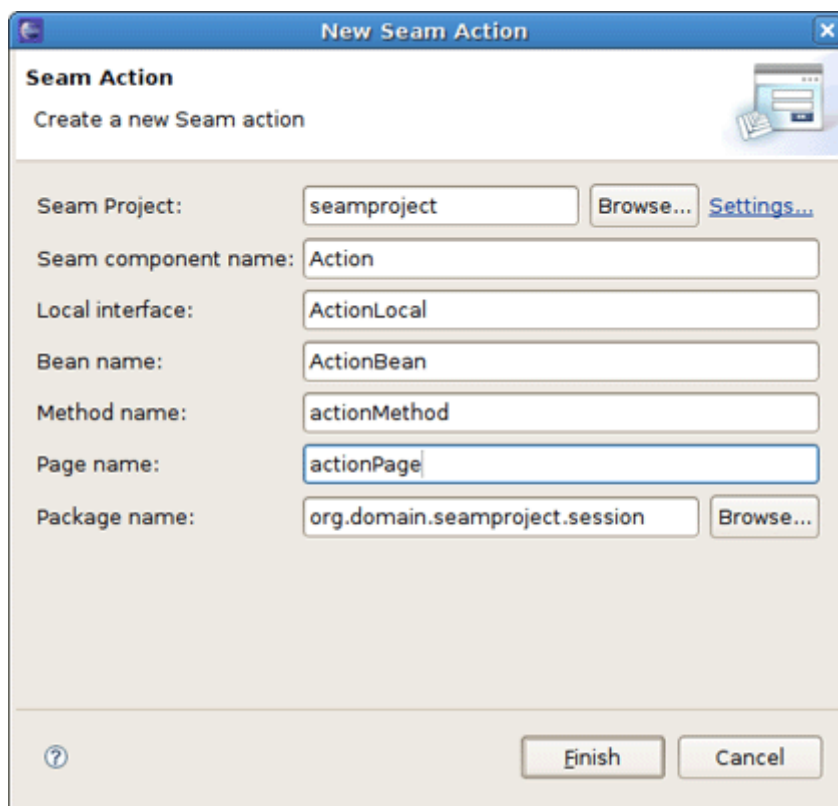 New Seam Action
Seam Action
Create a new Seam action
Seam Project: seamproject Browse... Settings...
Seam component name: Action
Local interface: ActionLocal
Bean name: ActionBean
Method name: actionMethod
Page name: actionPage
Package name: org.domain.seamproject.session Browse...
? Finish Cancel